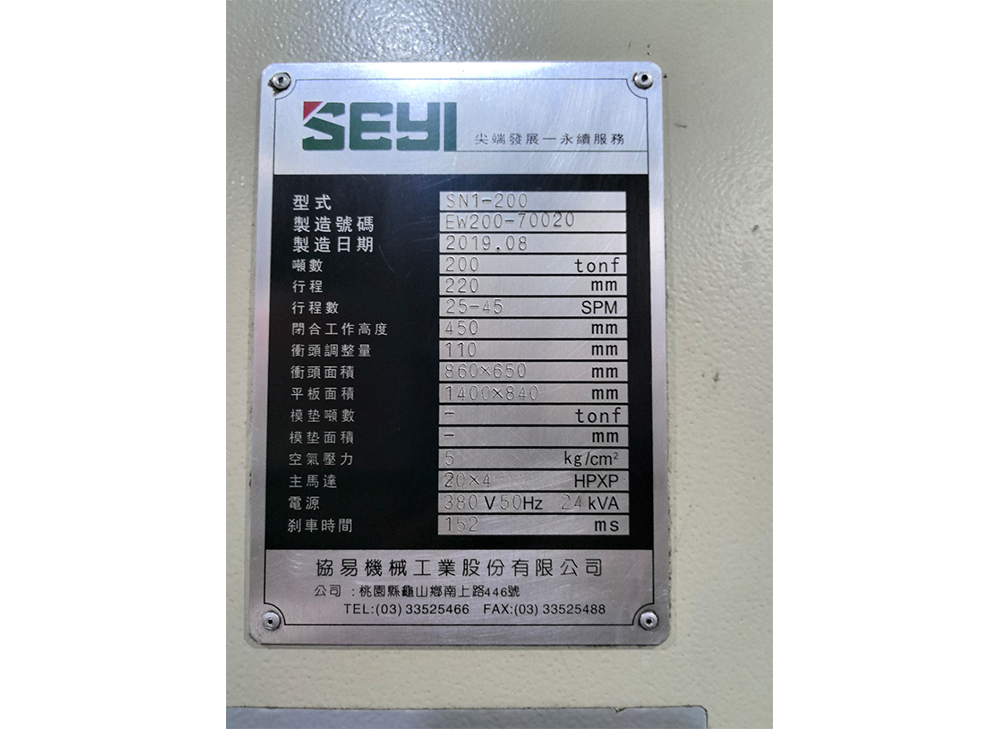 SEYI 尖端發展一永續服務
型式 SN1-200
製造號碼 EW200-70020
製造日期 2019.08
噸數 200 tonf
行程 220 mm
行程數 25-45 SPM
閉合工作高度 450 mm
衝頭調整量 110 mm
衝頭面積 860×650 mm
平板面積 1400×840 mm
模墊噸數 - tonf
模墊面積 - mm
空氣壓力 5 kg/cm²
主馬達 20×4 HPXP
電源 380 V 50Hz 24 kVA
刹車時間 152 ms
協易機械工業股份有限公司
公司:桃園縣龜山鄉南上路446號
TEL:(03) 33525466 FAX:(03) 33525488